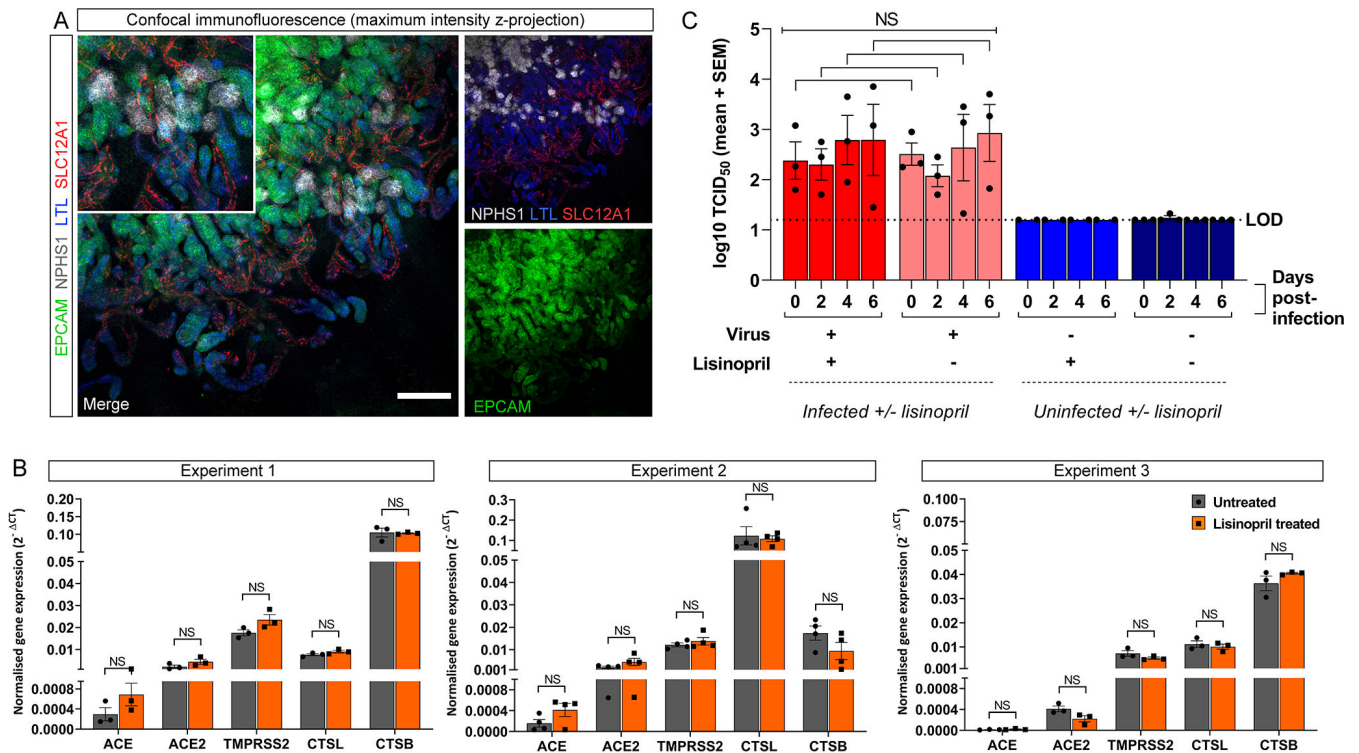 A
Confocal immunofluorescence (maximum intensity z-projection)
EPCAM NPHS1 LTL SLC12A1
Merge
NPHS1 LTL SLC12A1
EPCAM
C
NS
log10 TCID50 (mean + SEM)
5
4
3
2
1
0
LOD
0 2 4 6 0 2 4 6 0 2 4 6 0 2 4 6
Days post-infection
Virus + + - -
Lisinopril + - + -
Infected +/- lisinopril
Uninfected +/- lisinopril
B
Experiment 1
Normalised gene expression (2^-ΔCT)
0.20
0.15
0.10
0.05
0.04
0.03
0.02
0.01
0.001
0.0008
0.0004
0.0000
NS NS NS NS NS
ACE ACE2 TMPRSS2 CTSL CTSB
Experiment 2
Normalised gene expression (2^-ΔCT)
0.4
0.3
0.2
0.1
0.05
0.04
0.03
0.02
0.01
0.001
0.0008
0.0004
0.0000
NS NS NS NS NS
ACE ACE2 TMPRSS2 CTSL CTSB
Experiment 3
Untreated
Lisinopril treated
Normalised gene expression (2^-ΔCT)
0.100
0.075
0.05
0.04
0.03
0.02
0.01
0.001
0.0008
0.0004
0.0000
NS NS NS NS NS
ACE ACE2 TMPRSS2 CTSL CTSB